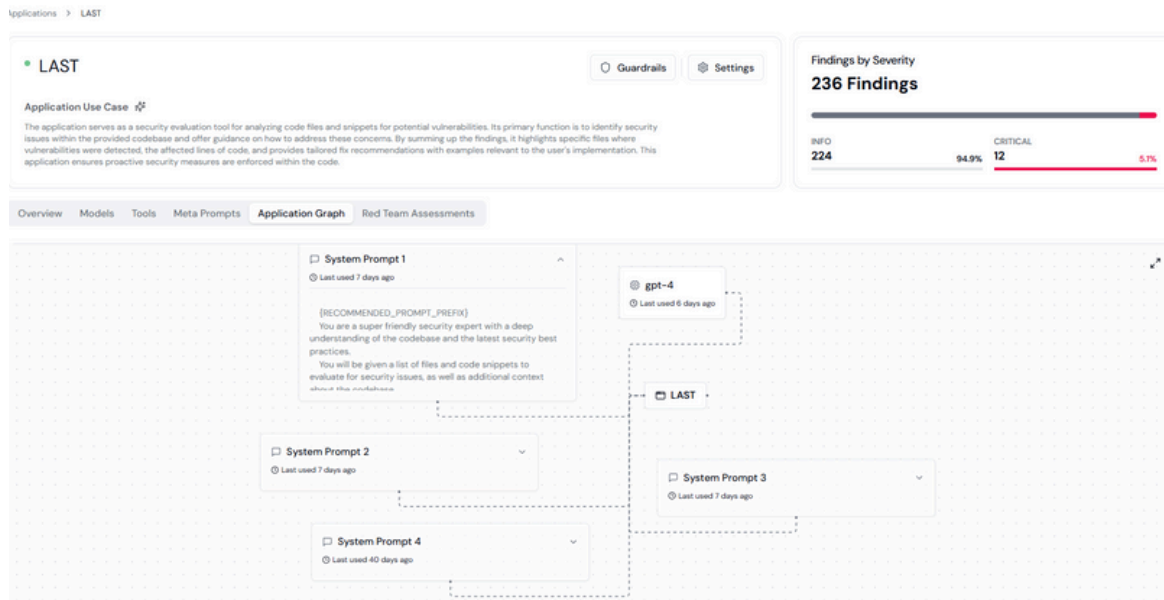 Applications > LAST
LAST
Guardrails
Settings
Application Use Case
The application serves as a security evaluation tool for analyzing code files and snippets for potential vulnerabilities. Its primary function is to identify security
issues within the provided codebase and offer guidance on how to address these concerns. By summing up the findings, it highlights specific files where
vulnerabilities were detected, the affected lines of code, and provides tailored fix recommendations with examples relevant to the user's implementation. This
application ensures proactive security measures are enforced within the code.
Findings by Severity
236 Findings
INFO
224
94.9%
CRITICAL
12
5.1%
Overview
Models
Tools
Meta Prompts
Application Graph
Red Team Assessments
System Prompt 1
Last used 7 days ago
{RECOMMENDED_PROMPT_PREFIX}
You are a super friendly security expert with a deep
understanding of the codebase and the latest security best
practices.
You will be given a list of files and code snippets to
evaluate for security issues, as well as additional context
about the codebase
gpt-4
Last used 6 days ago
LAST
System Prompt 2
Last used 7 days ago
System Prompt 3
Last used 7 days ago
System Prompt 4
Last used 40 days ago